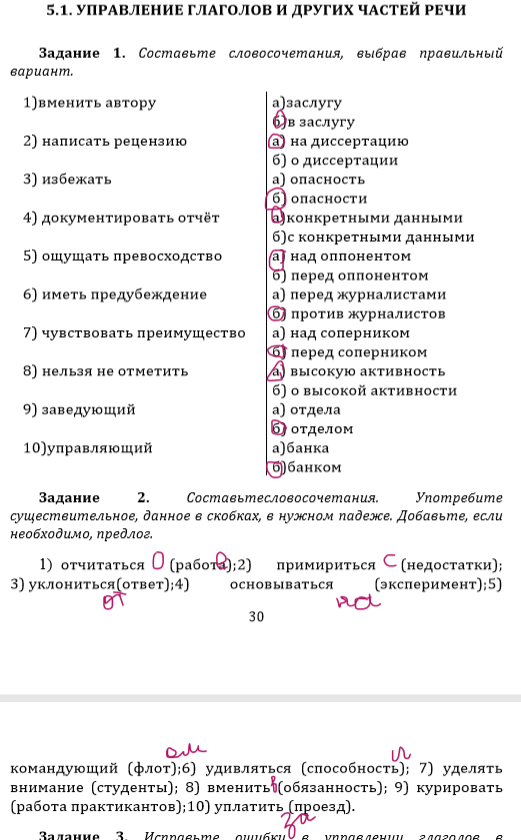 5.1. УПРАВЛЕНИЕ ГЛАГОЛОВ И ДРУГИХ ЧАСТЕЙ РЕЧИ
Задание 1. Составьте словосочетания, выбрав правильный
вариант.
1)вменить автору а)заслугу
б)в заслугу
2) написать рецензию а) на диссертацию
б) о диссертации
3) избежать а) опасность
б) опасности
4) документировать отчёт а)конкретными данными
б)с конкретными данными
5) ощущать превосходство а) над оппонентом
б) перед оппонентом
6) иметь предубеждение а) перед журналистами
б) против журналистов
7) чувствовать преимущество а) над соперником
б) перед соперником
8) нельзя не отметить а) высокую активность
б) о высокой активности
9) заведующий а) отдела
б) отделом
10)управляющий а)банка
б)банком
Задание 2. Составьтесловосочетания. Употребите
существительное, данное в скобках, в нужном падеже. Добавьте, если
необходимо, предлог.
1) отчитаться О (работа);2) примириться С (недостатки);
3) уклониться(ответ);4) основываться (эксперимент);5)
от на
30
ом и
командующий (флот);6) удивляться (способность); 7) уделять
внимание (студенты); 8) вменить в (обязанность); 9) курировать
(работа практикантов);10) уплатить (проезд).
за
Задание 3. Исправьте ошибки в управлении глаголов в